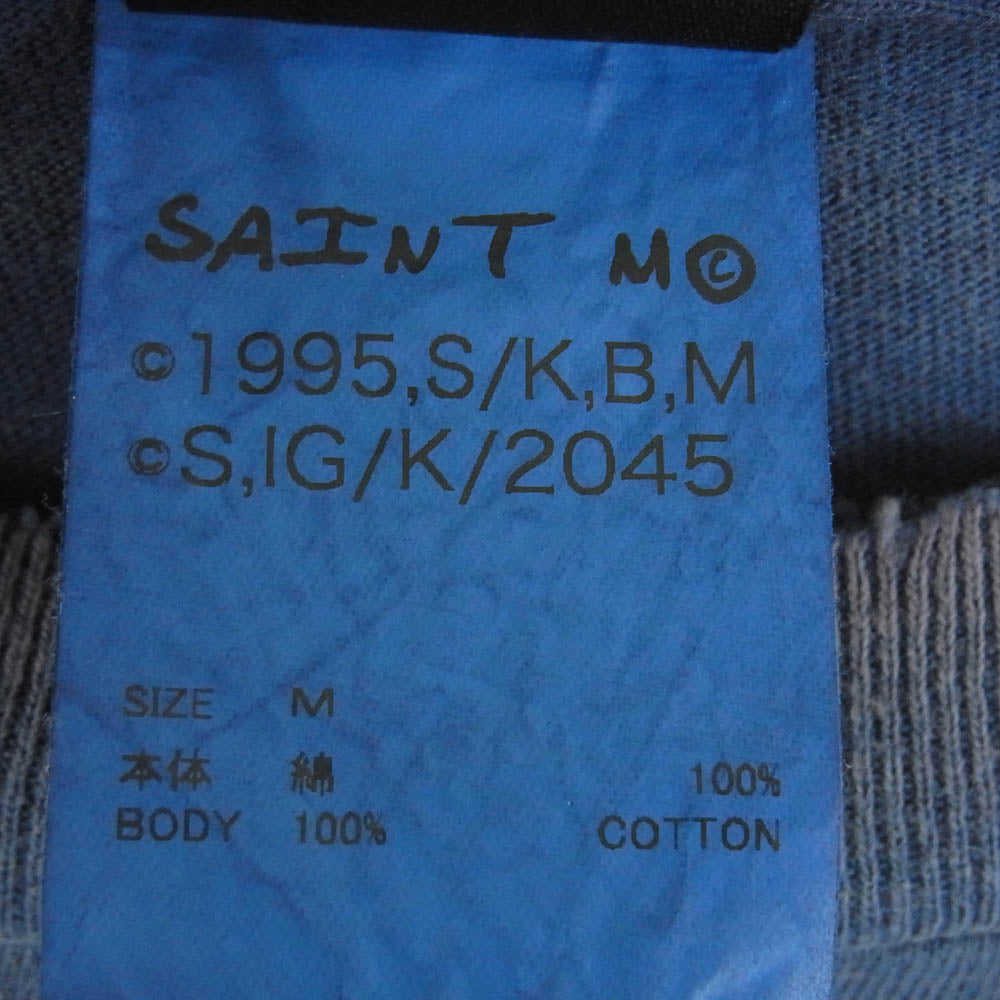 SAINT M©
©1995,S/K,B,M
©S,IG/K/2045
SIZE M
本体 綿 100%
BODY 100% COTTON